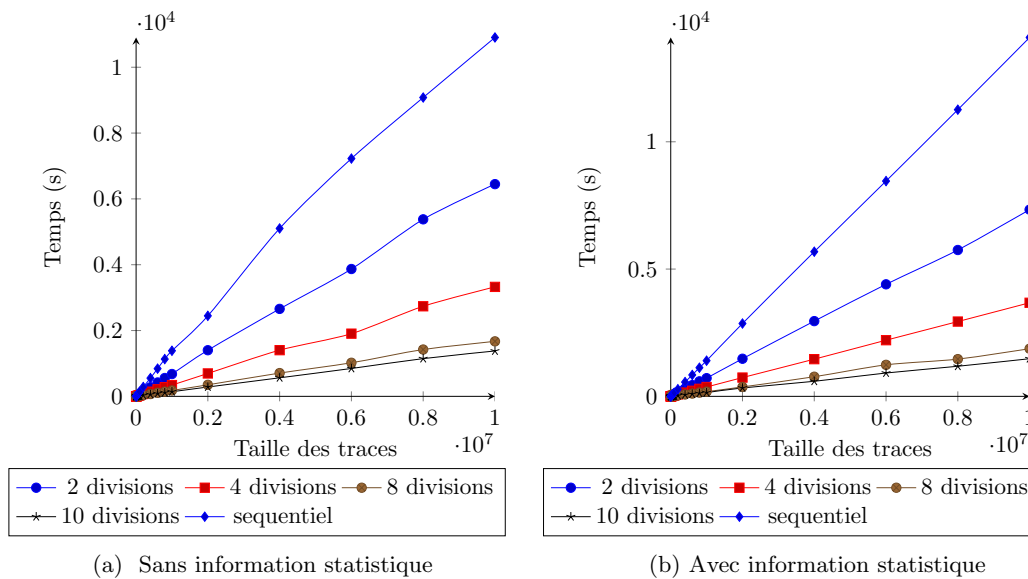 ·10^4
1
0.8
0.6
0.4
0.2
0
Temps (s)
0 0.2 0.4 0.6 0.8 1
Taille des traces
·10^7
2 divisions 4 divisions 8 divisions
10 divisions sequentiel
(a) Sans information statistique
·10^4
1
0.5
0
Temps (s)
0 0.2 0.4 0.6 0.8 1
Taille des traces
·10^7
2 divisions 4 divisions 8 divisions
10 divisions sequentiel
(b) Avec information statistique